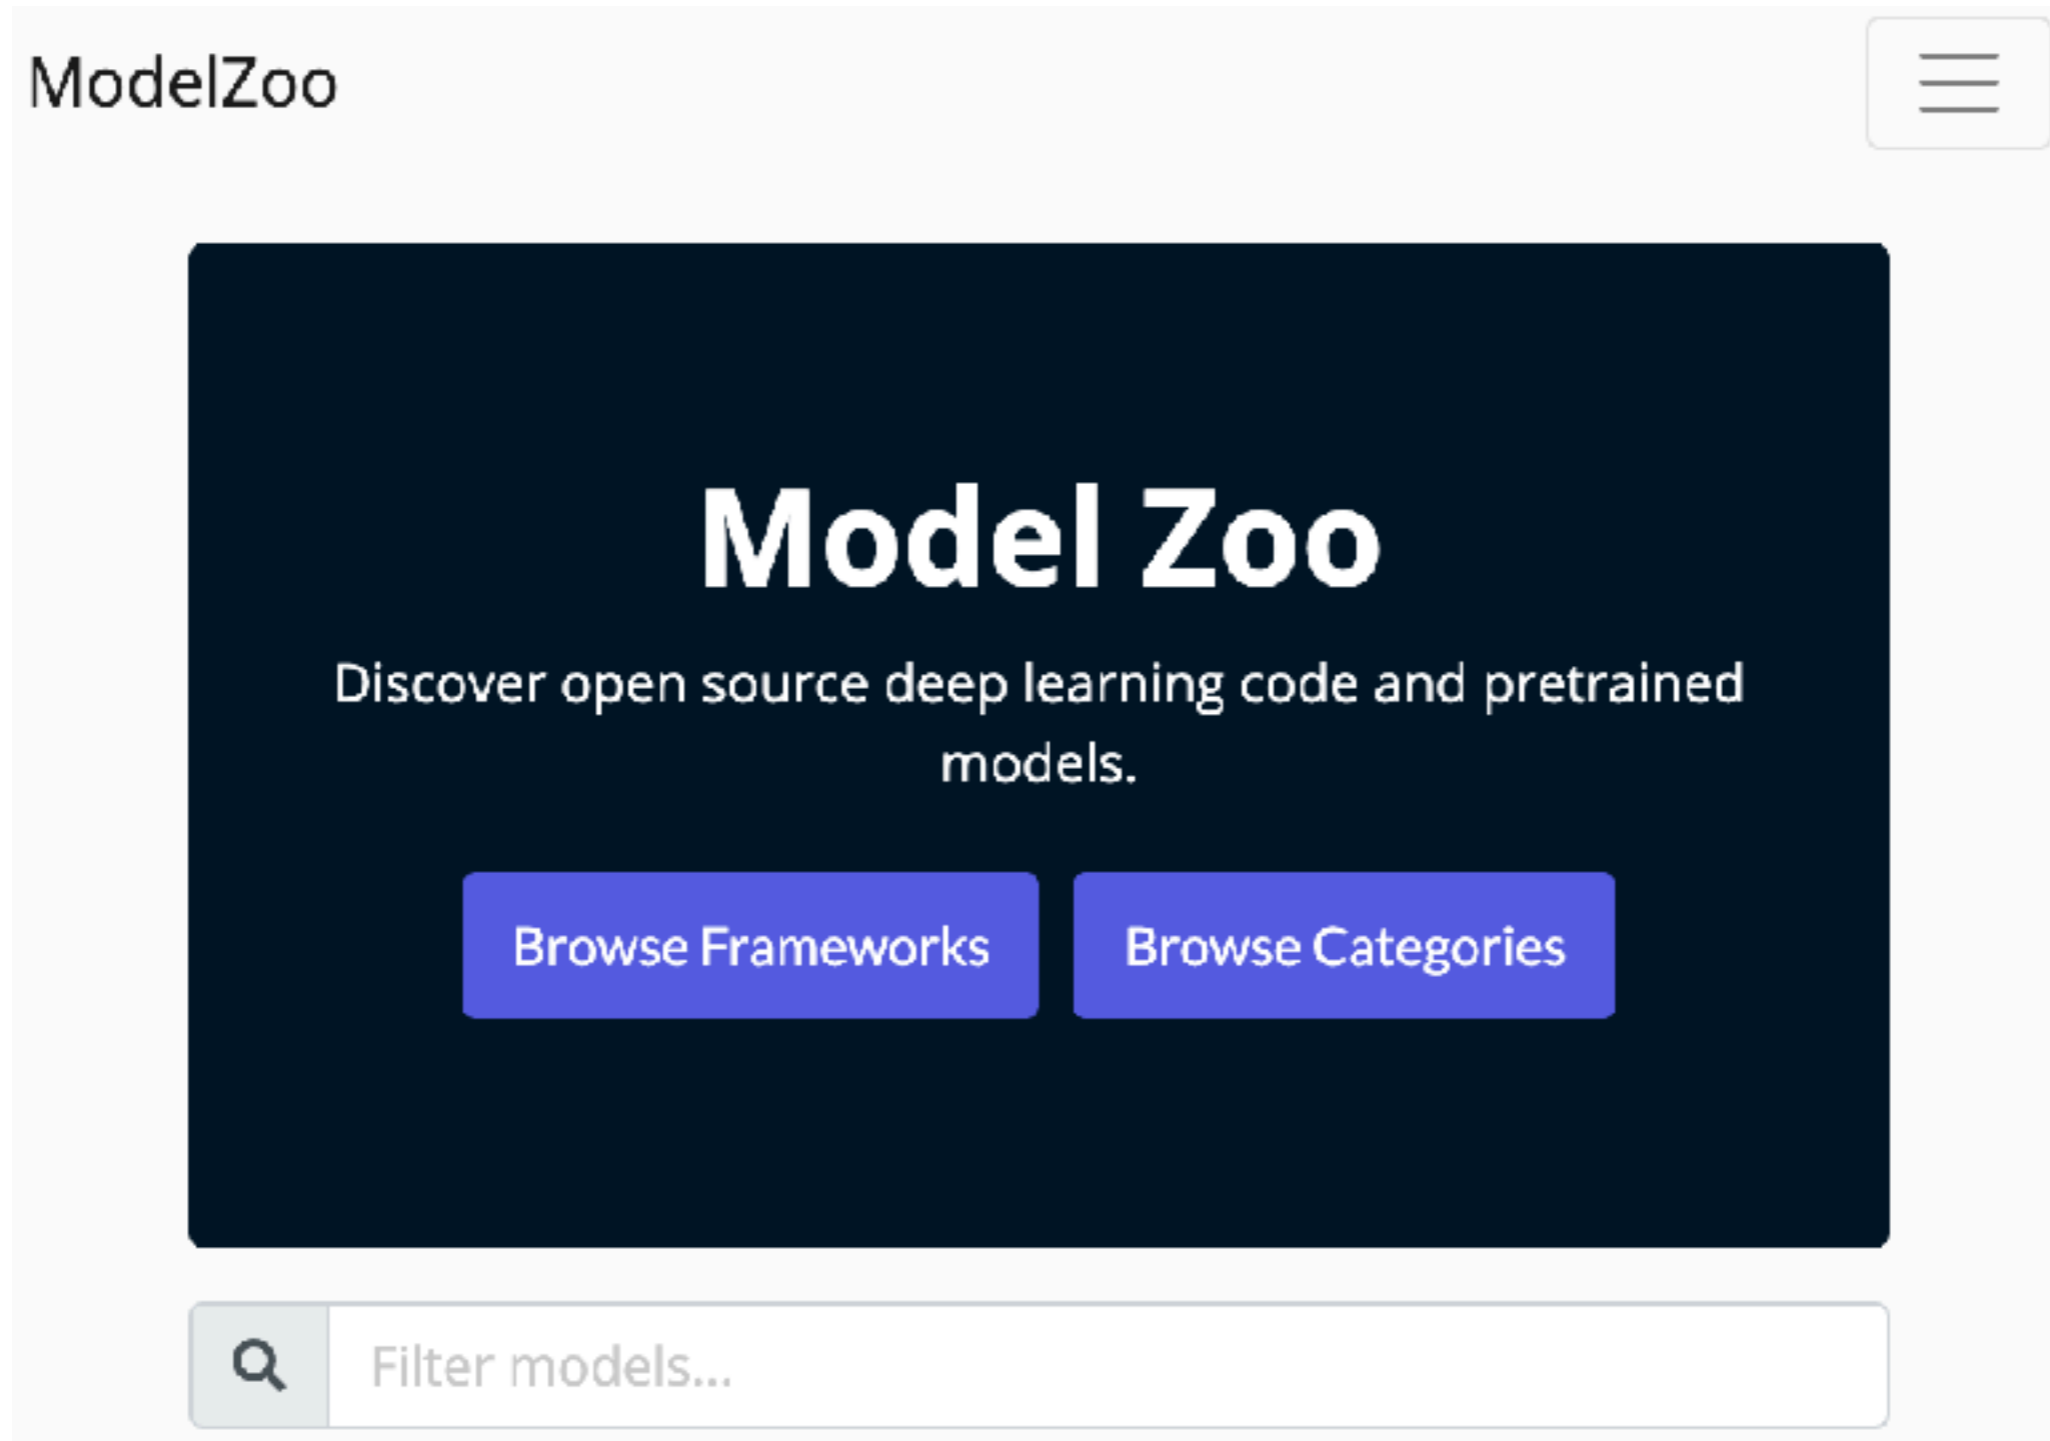 ModelZoo
Model Zoo
Discover open source deep learning code and pretrained
models.
Browse Frameworks
Browse Categories
Filter models...